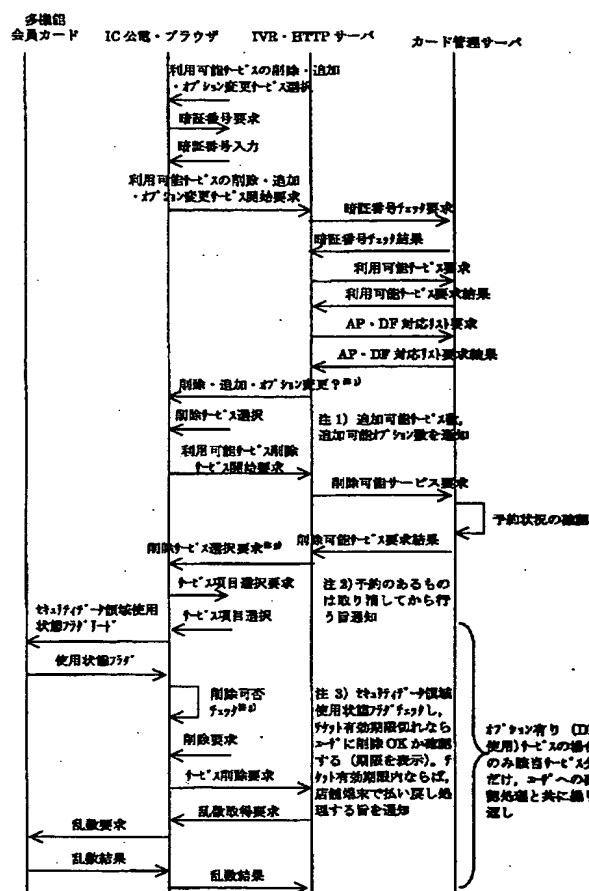 多機能
会員カード
IC公電・ブラウザ
IVR・HTTPサーバ
カード管理サーバ
利用可能サービスの削除・追加
・オプション変更サービス選択
暗証番号要求
暗証番号入力
利用可能サービスの削除・追加
・オプション変更サービス開始要求
暗証番号チェック要求
暗証番号チェック結果
利用可能サービス要求
利用可能サービス要求結果
AP・DF対応リスト要求
AP・DF対応リスト要求結果
削除・追加・オプション変更?注1)
削除サービス選択
注1) 追加可能サービス数,
追加可能オプション数を通知
利用可能サービス削除
サービス開始要求
削除可能サービス要求
予約状況の確認
削除可能サービス要求結果
削除サービス選択要求注2)
サービス項目選択要求
注2)予約のあるもの
は取り消してから行
う旨通知
サービス項目選択
セキュリティデータ領域使用
状態フラグリード
使用状態フラグ
削除可否
チェック注3)
注3) セキュリティデータ領域
使用状態フラグチェックし,
チケット有効期限切れなら
ユーザに削除OKか確認
する (期限を表示)。チ
ケット有効期限内ならば,
店舗端末で払い戻し処
理する旨を通知
オプション有り (DF
使用)サービスの場合
のみ該当サービス分
だけ, ユーザへの確
認処理と共に繰り
返し
削除要求
サービス削除要求
乱数取得要求
乱数要求
乱数結果
乱数結果